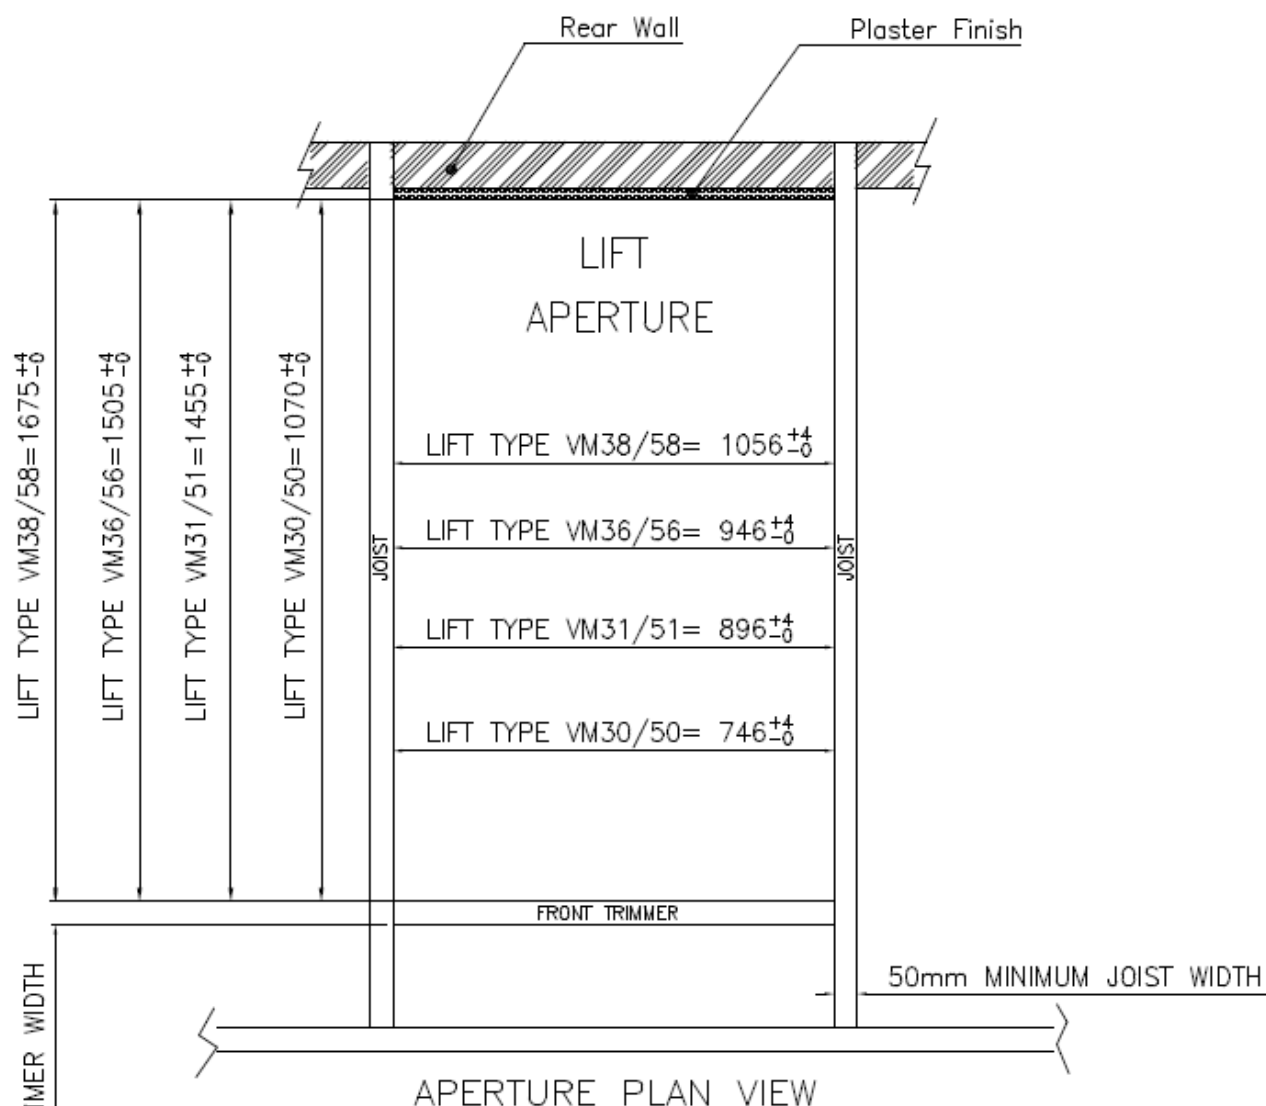 Rear Wall
Plaster Finish
LIFT
APERTURE
LIFT TYPE VM38/58=1675+4-0
LIFT TYPE VM36/56=1505+4-0
LIFT TYPE VM31/51=1455+4-0
LIFT TYPE VM30/50=1070+4-0
LIFT TYPE VM38/58= 1056+4-0
LIFT TYPE VM36/56= 946+4-0
LIFT TYPE VM31/51= 896+4-0
LIFT TYPE VM30/50= 746+4-0
JOIST
JOIST
FRONT TRIMMER
50mm MINIMUM JOIST WIDTH
MMER WIDTH
APERTURE PLAN VIEW